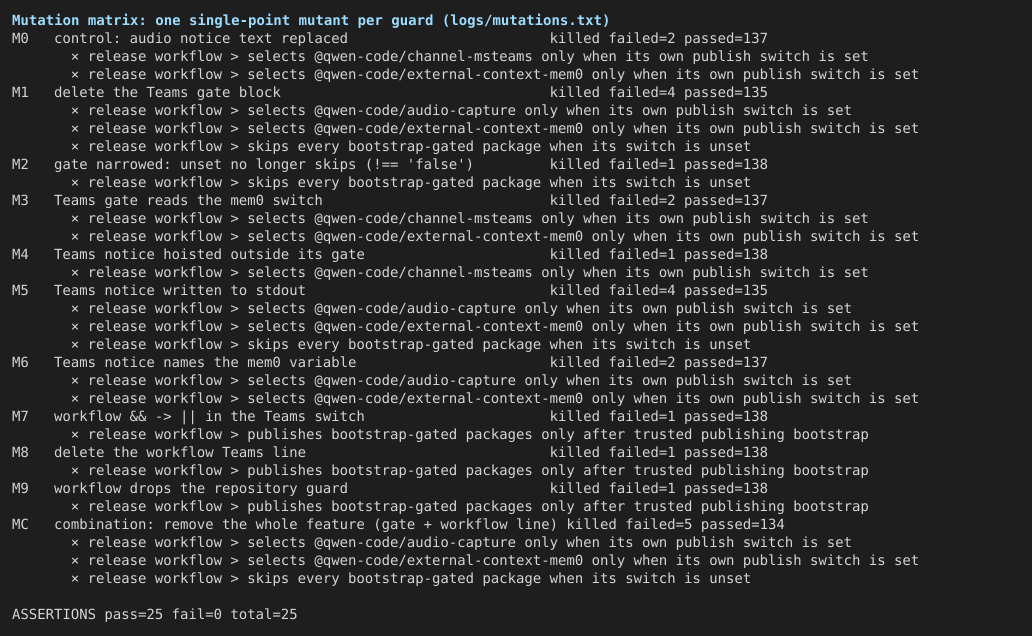 Mutation matrix: one single-point mutant per guard (logs/mutations.txt)
M0   control: audio notice text replaced                        killed failed=2 passed=137
       × release workflow > selects @qwen-code/channel-msteams only when its own publish switch is set
       × release workflow > selects @qwen-code/external-context-mem0 only when its own publish switch is set
M1   delete the Teams gate block                                killed failed=4 passed=135
       × release workflow > selects @qwen-code/audio-capture only when its own publish switch is set
       × release workflow > selects @qwen-code/external-context-mem0 only when its own publish switch is set
       × release workflow > skips every bootstrap-gated package when its switch is unset
M2   gate narrowed: unset no longer skips (!== 'false')         killed failed=1 passed=138
       × release workflow > skips every bootstrap-gated package when its switch is unset
M3   Teams gate reads the mem0 switch                           killed failed=2 passed=137
       × release workflow > selects @qwen-code/channel-msteams only when its own publish switch is set
       × release workflow > selects @qwen-code/external-context-mem0 only when its own publish switch is set
M4   Teams notice hoisted outside its gate                      killed failed=1 passed=138
       × release workflow > selects @qwen-code/channel-msteams only when its own publish switch is set
M5   Teams notice written to stdout                             killed failed=4 passed=135
       × release workflow > selects @qwen-code/audio-capture only when its own publish switch is set
       × release workflow > selects @qwen-code/external-context-mem0 only when its own publish switch is set
       × release workflow > skips every bootstrap-gated package when its switch is unset
M6   Teams notice names the mem0 variable                       killed failed=2 passed=137
       × release workflow > selects @qwen-code/audio-capture only when its own publish switch is set
       × release workflow > selects @qwen-code/external-context-mem0 only when its own publish switch is set
M7   workflow && -> || in the Teams switch                      killed failed=1 passed=138
       × release workflow > publishes bootstrap-gated packages only after trusted publishing bootstrap
M8   delete the workflow Teams line                             killed failed=1 passed=138
       × release workflow > publishes bootstrap-gated packages only after trusted publishing bootstrap
M9   workflow drops the repository guard                        killed failed=1 passed=138
       × release workflow > publishes bootstrap-gated packages only after trusted publishing bootstrap
MC   combination: remove the whole feature (gate + workflow line) killed failed=5 passed=134
       × release workflow > selects @qwen-code/audio-capture only when its own publish switch is set
       × release workflow > selects @qwen-code/external-context-mem0 only when its own publish switch is set
       × release workflow > skips every bootstrap-gated package when its switch is unset
ASSERTIONS pass=25 fail=0 total=25